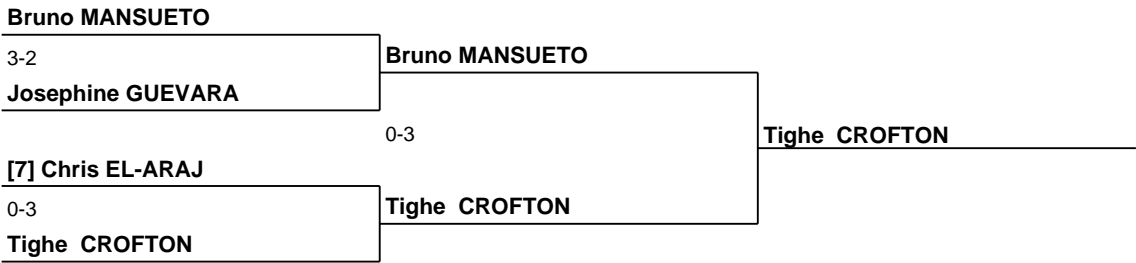 Bruno MANSUETO
3-2
Bruno MANSUETO
Josephine GUEVARA
0-3
Tighe CROFTON
[7] Chris EL-ARAJ
0-3
Tighe CROFTON
Tighe CROFTON